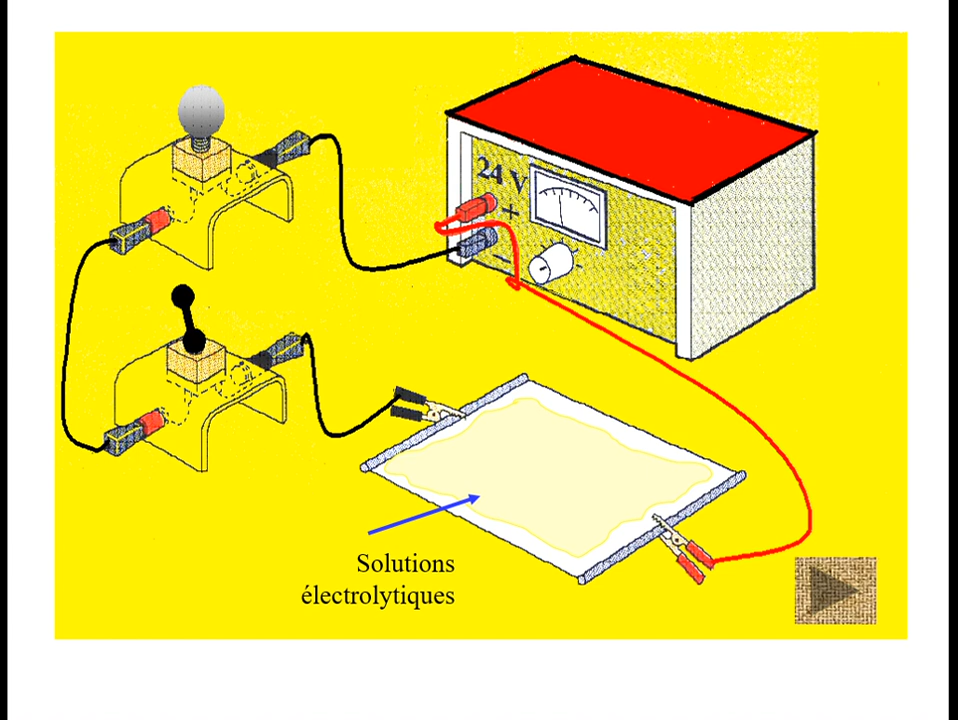 24 V
+
−
Solutions
électrolytiques